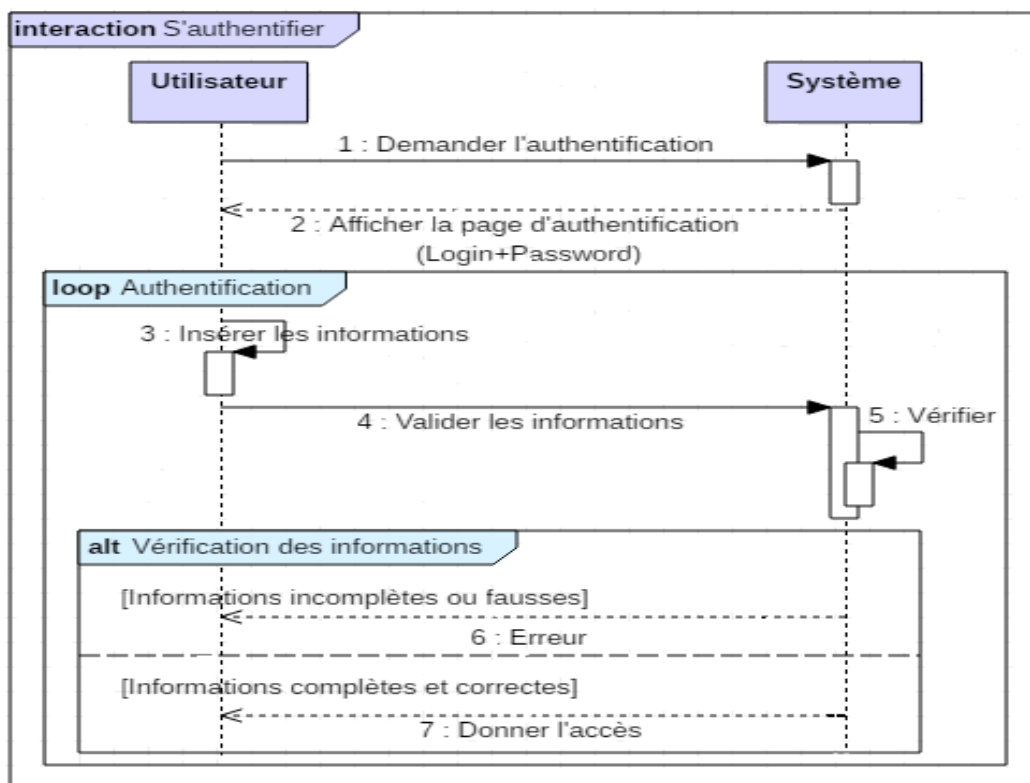 interaction S'authentifier
Utilisateur
Système
1 : Demander l'authentification
2 : Afficher la page d'authentification
(Login+Password)
loop Authentification
3 : Insérer les informations
4 : Valider les informations
5 : Vérifier
alt Vérification des informations
[Informations incomplètes ou fausses]
6 : Erreur
[Informations complètes et correctes]
7 : Donner l'accès